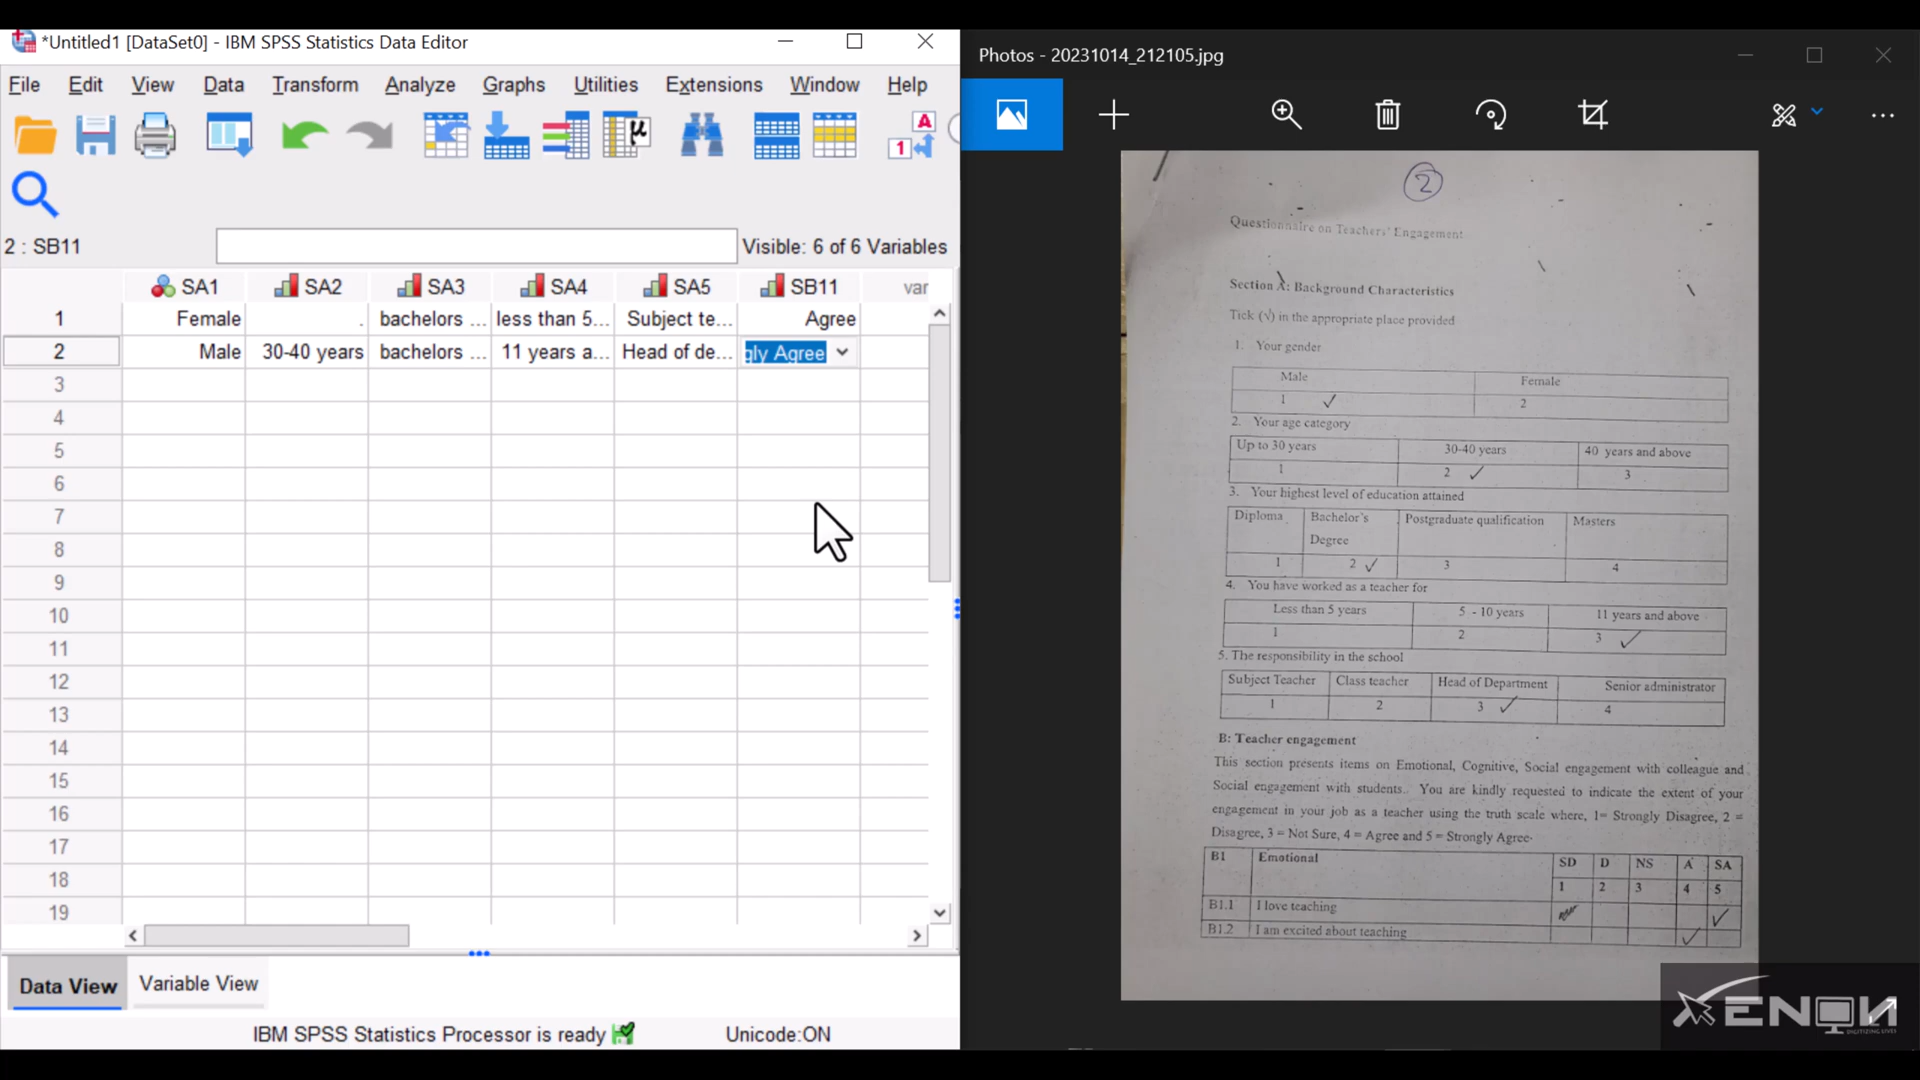 *Untitled1 [DataSet0] - IBM SPSS Statistics Data Editor
File Edit View Data Transform Analyze Graphs Utilities Extensions Window Help
2 : SB11
Visible: 6 of 6 Variables
SA1 SA2 SA3 SA4 SA5 SB11 var
1 Female . bachelors ... less than 5... Subject te... Agree
2 Male 30-40 years bachelors ... 11 years a... Head of de... gly Agree
3
4
5
6
7
8
9
10
11
12
13
14
15
16
17
18
19
Data View Variable View
IBM SPSS Statistics Processor is ready Unicode:ON
Photos - 20231014_212105.jpg
2
Questionnaire on Teachers' Engagement
Section A: Background Characteristics
Tick (√) in the appropriate place provided
1. Your gender
Male Female
1 ✓ 2
2. Your age category
Up to 30 years 30-40 years 40 years and above
1 2 ✓ 3
3. Your highest level of education attained
Diploma Bachelor's Postgraduate qualification Masters
Degree
1 2 ✓ 3 4
4. You have worked as a teacher for
Less than 5 years 5 - 10 years 11 years and above
1 2 3 ✓
5. The responsibility in the school
Subject Teacher Class teacher Head of Department Senior administrator
1 2 3 ✓ 4
B: Teacher engagement
This section presents items on Emotional, Cognitive, Social engagement with colleague and
Social engagement with students.. You are kindly requested to indicate the extent of your
engagement in your job as a teacher using the truth scale where, 1= Strongly Disagree, 2 =
Disagree, 3 = Not Sure, 4 = Agree and 5 = Strongly Agree.
B1 Emotional SD D NS A SA
1 2 3 4 5
B1.1 I love teaching ✓
B1.2 I am excited about teaching ✓
XENON
DIGITIZING LIVES